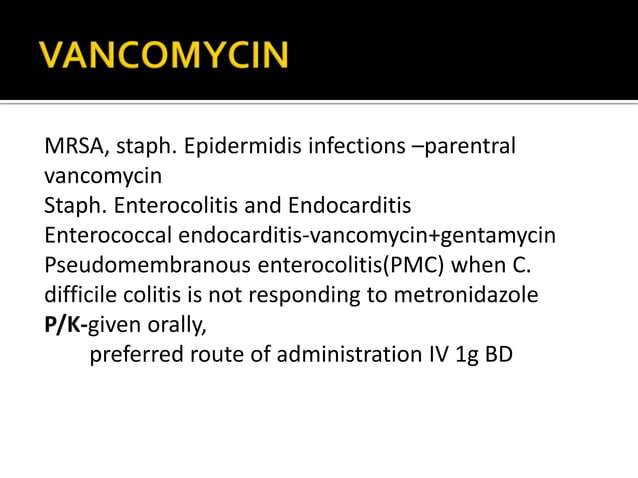 VANCOMYCIN
MRSA, staph. Epidermidis infections –parentral
vancomycin
Staph. Enterocolitis and Endocarditis
Enterococcal endocarditis-vancomycin+gentamycin
Pseudomembranous enterocolitis(PMC) when C.
difficile colitis is not responding to metronidazole
P/K-given orally,
preferred route of administration IV 1g BD